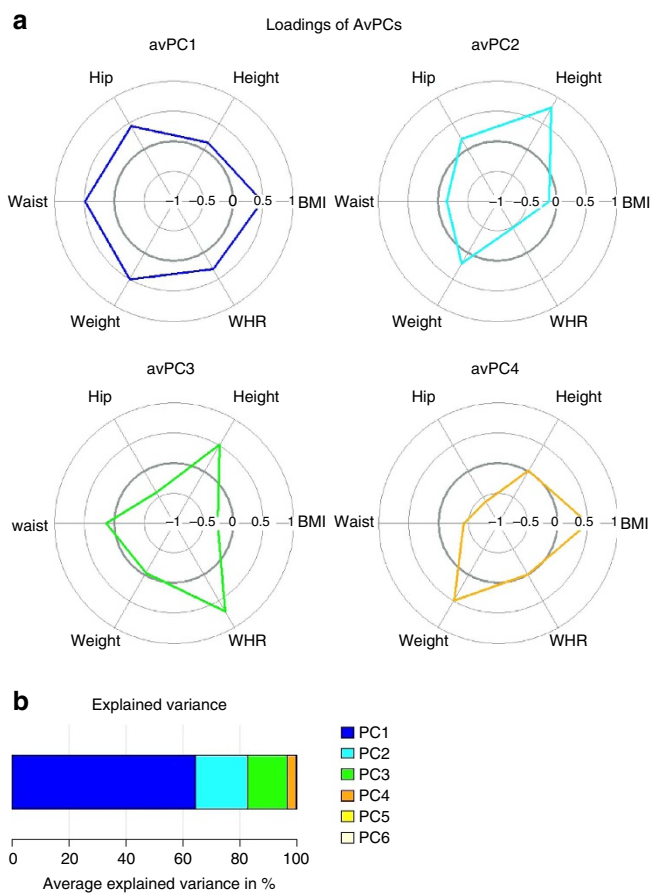 a
Loadings of AvPCs
avPC1
avPC2
Hip
Height
Hip
Height
Waist
−1 −0.5 0 0.5 1 BMI
Waist
−1 −0.5 0 0.5 1 BMI
Weight
WHR
Weight
WHR
avPC3
avPC4
Hip
Height
Hip
Height
waist
−1 −0.5 0 0.5 1 BMI
Waist
−1 −0.5 0 0.5 1 BMI
Weight
WHR
Weight
WHR
b
Explained variance
PC1
PC2
PC3
PC4
PC5
PC6
0 20 40 60 80 100
Average explained variance in %